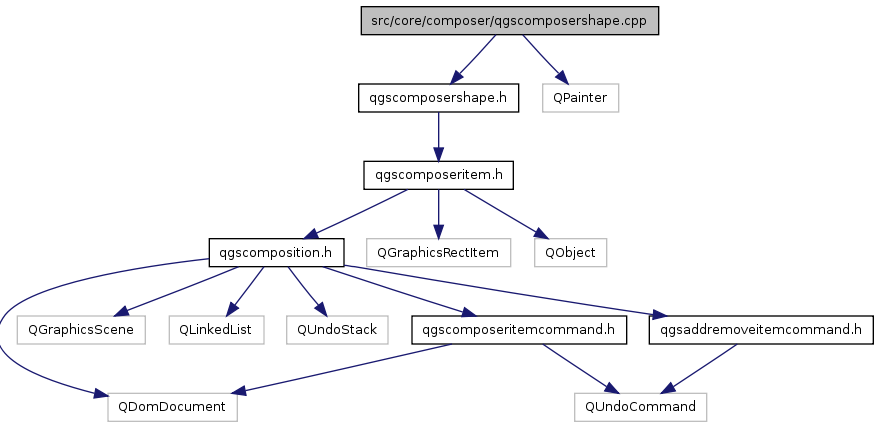 src/core/composer/qgscomposershape.cpp
qgscomposershape.h
QPainter
qgscomposeritem.h
qgscomposition.h
QGraphicsRectItem
QObject
QGraphicsScene
QLinkedList
QUndoStack
qgscomposeritemcommand.h
qgsaddremoveitemcommand.h
QDomDocument
QUndoCommand